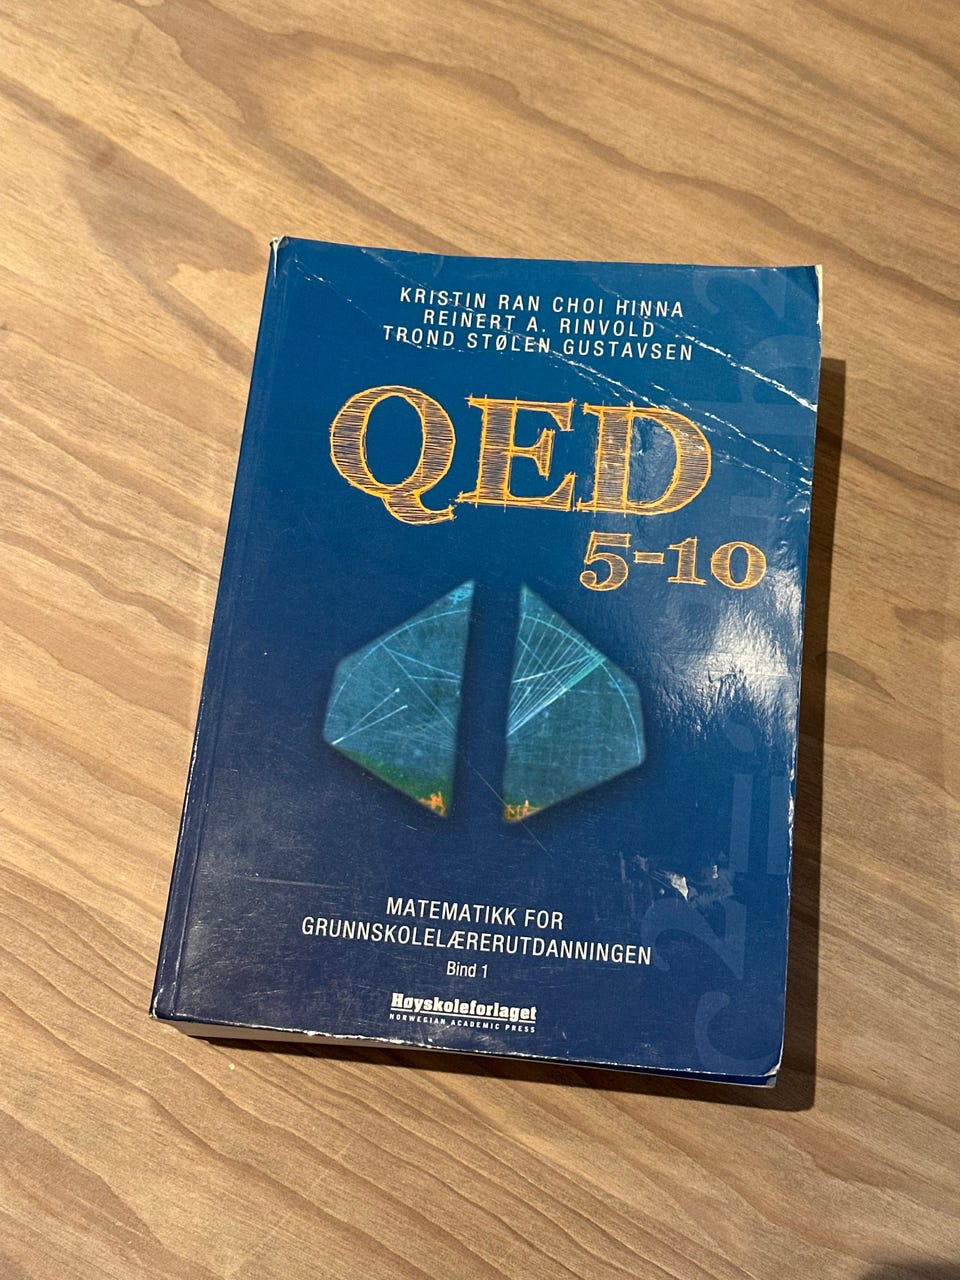 KRISTIN RAN CHOI HINNA
REINERT A. RINVOLD
TROND STØLEN GUSTAVSEN
QED
5-10
MATEMATIKK FOR
GRUNNSKOLELÆRERUTDANNINGEN
Bind 1
Høyskoleforlaget
NORWEGIAN ACADEMIC PRESS